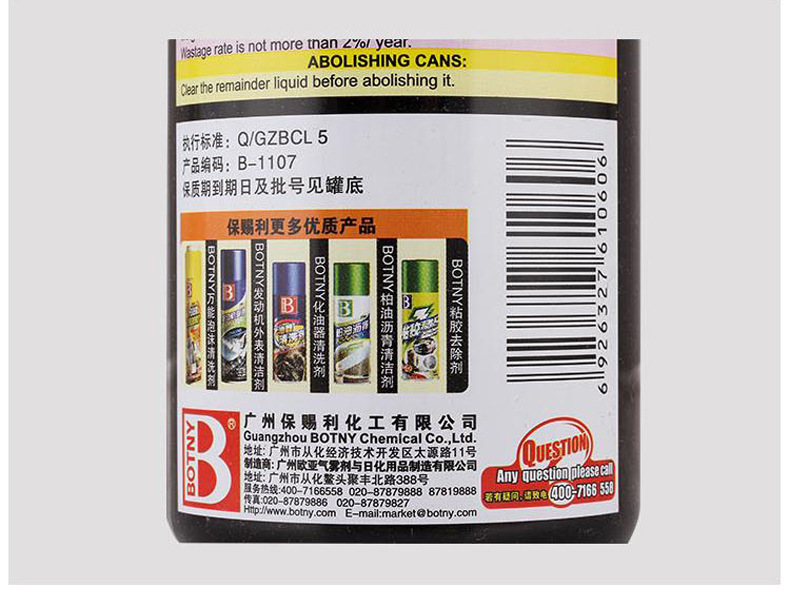 Wastage rate is not more than 2%/ year.
ABOLISHING CANS:
Clear the remainder liquid before abolishing it.
执行标准：Q/GZBCL 5
产品编码：B-1107
保质期到期日及批号见罐底
6 926327 610606
保赐利更多优质产品
BOTNY万能泡沫清洗剂
BOTNY发动机外表清洁剂
BOTNY化油器清洗剂
BOTNY柏油沥青清洁剂
BOTNY粘胶去除剂
BOTNY B ®
广州保赐利化工有限公司
Guangzhou BOTNY Chemical Co.,Ltd.
地址: 广州市从化经济技术开发区太源路11号
制造商: 广州欧亚气雾剂与日化用品制造有限公司
地址: 广州市从化鳌头聚丰北路388号
服务热线:400-7166558 020-87879888 87819888
传真:020-87879886 020-87879827
Http://www.botny.com E-mail:market@botny.com
QUESTION
Any question please call
若有疑问，请致电 400-7166 558